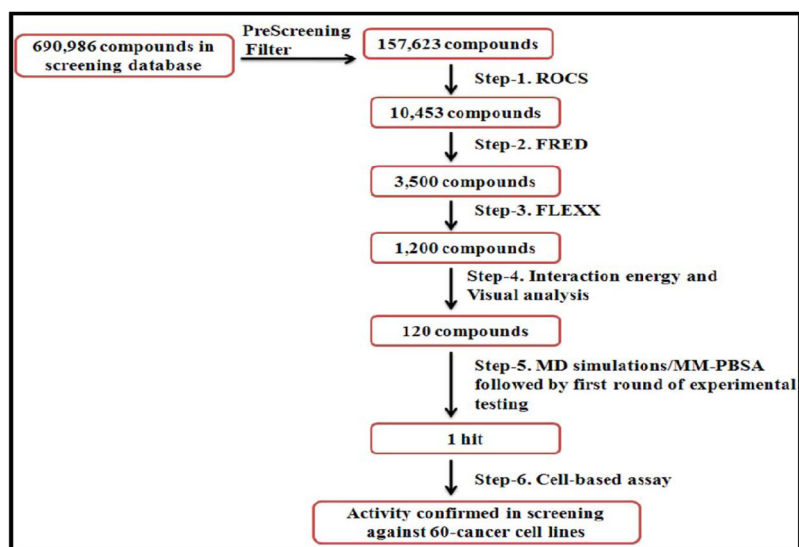 690,986 compounds in
screening database
PreScreening
Filter
157,623 compounds
Step-1. ROCS
10,453 compounds
Step-2. FRED
3,500 compounds
Step-3. FLEXX
1,200 compounds
Step-4. Interaction energy and
Visual analysis
120 compounds
Step-5. MD simulations/MM-PBSA
followed by first round of experimental
testing
1 hit
Step-6. Cell-based assay
Activity confirmed in screening
against 60-cancer cell lines